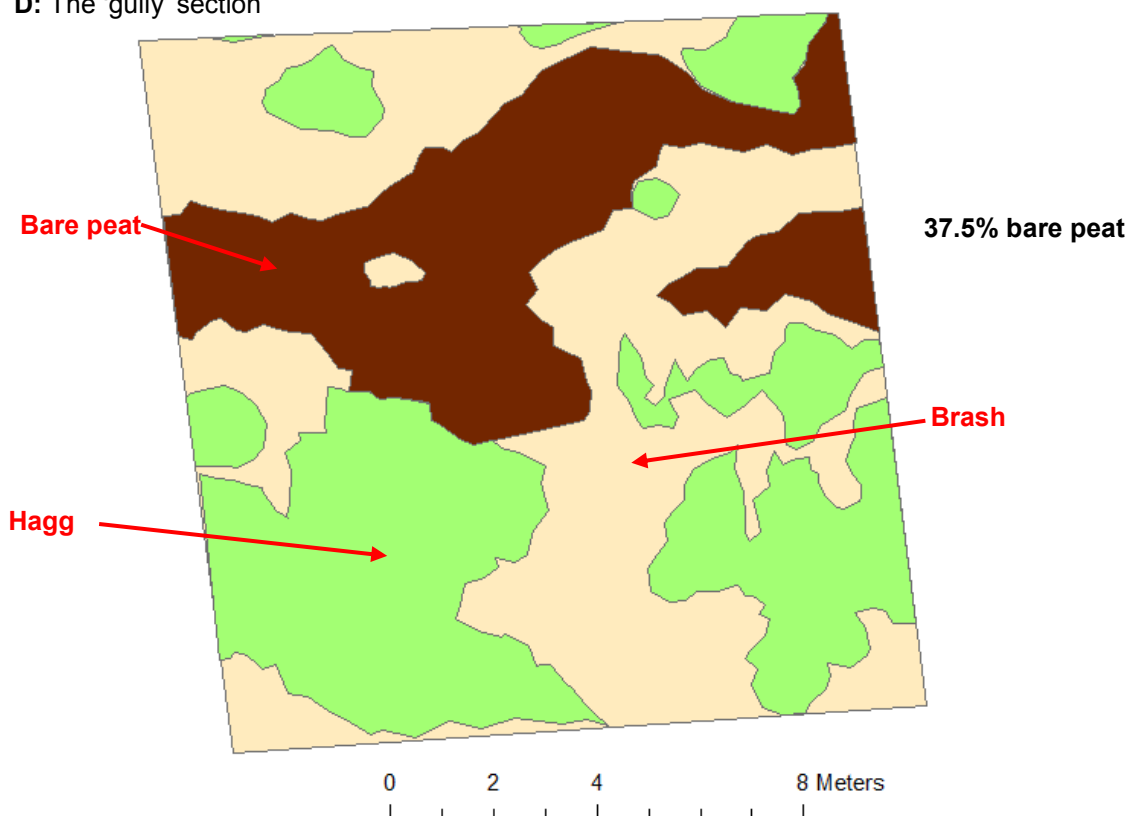 D: The gully section
Bare peat
37.5% bare peat
Brash
Hagg
0 2 4 8 Meters